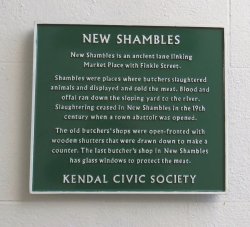 NEW SHAMBLES
New Shambles is an ancient lane linking
Market Place with Finkle Street.
Shambles were places where butchers slaughtered
animals and displayed and sold the meat. Blood and
offal ran down the sloping yard to the river.
Slaughtering ceased in New Shambles in the 19th
century when a town abattoir was opened.
The old butchers' shops were open-fronted with
wooden shutters that were drawn down to make a
counter. The last butcher's shop in New Shambles
has glass windows to protect the meat.
KENDAL CIVIC SOCIETY